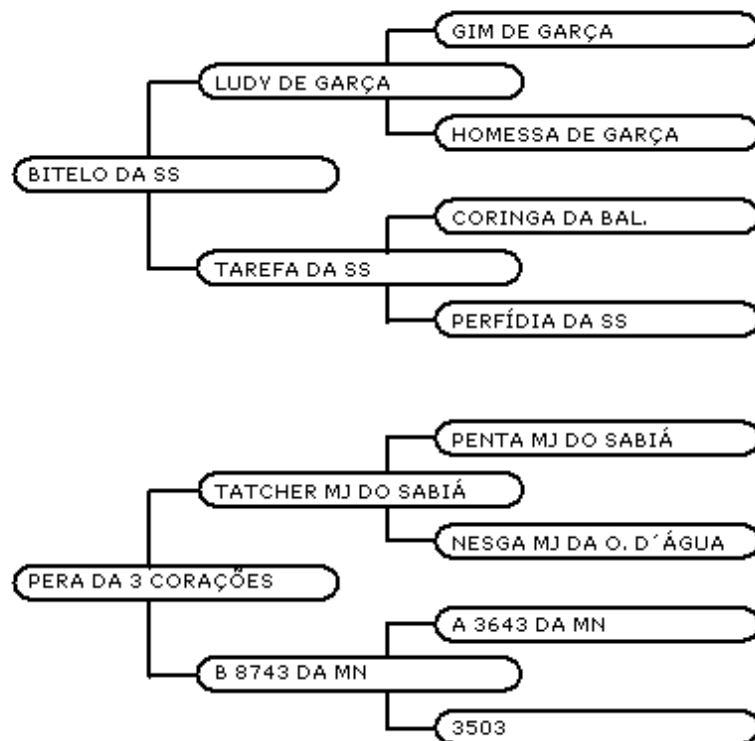 GIM DE GARÇA
LUDY DE GARÇA
HOMESSA DE GARÇA
BITELO DA SS
CORINGA DA BAL.
TAREFA DA SS
PERFÍDIA DA SS
PENTA MJ DO SABIÁ
TATCHER MJ DO SABIÁ
NESGA MJ DA O. D´ÁGUA
PERA DA 3 CORAÇÕES
A 3643 DA MN
B 8743 DA MN
3503